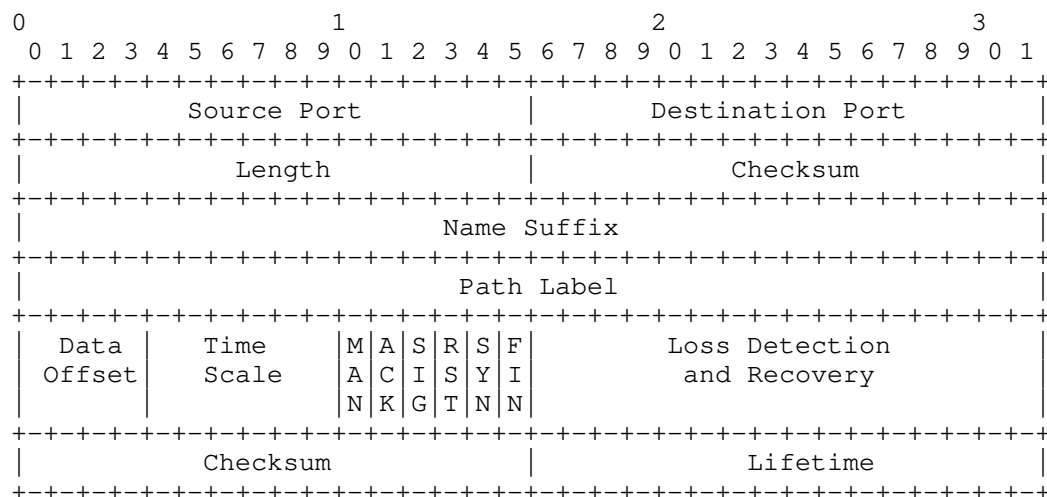 0                   1                   2                   3
 0 1 2 3 4 5 6 7 8 9 0 1 2 3 4 5 6 7 8 9 0 1 2 3 4 5 6 7 8 9 0 1
+-+-+-+-+-+-+-+-+-+-+-+-+-+-+-+-+-+-+-+-+-+-+-+-+-+-+-+-+-+-+-+-+
|          Source Port          |       Destination Port        |
+-+-+-+-+-+-+-+-+-+-+-+-+-+-+-+-+-+-+-+-+-+-+-+-+-+-+-+-+-+-+-+-+
|             Length            |            Checksum           |
+-+-+-+-+-+-+-+-+-+-+-+-+-+-+-+-+-+-+-+-+-+-+-+-+-+-+-+-+-+-+-+-+
|                          Name Suffix                          |
+-+-+-+-+-+-+-+-+-+-+-+-+-+-+-+-+-+-+-+-+-+-+-+-+-+-+-+-+-+-+-+-+
|                           Path Label                          |
+-+-+-+-+-+-+-+-+-+-+-+-+-+-+-+-+-+-+-+-+-+-+-+-+-+-+-+-+-+-+-+-+
|  Data |   Time    |M|A|S|R|S|F|        Loss Detection         |
| Offset|   Scale   |A|C|I|S|Y|I|         and Recovery          |
|       |           |N|K|G|T|N|N|                               |
+-+-+-+-+-+-+-+-+-+-+-+-+-+-+-+-+-+-+-+-+-+-+-+-+-+-+-+-+-+-+-+-+
|           Checksum            |             Lifetime          |
+-+-+-+-+-+-+-+-+-+-+-+-+-+-+-+-+-+-+-+-+-+-+-+-+-+-+-+-+-+-+-+-+